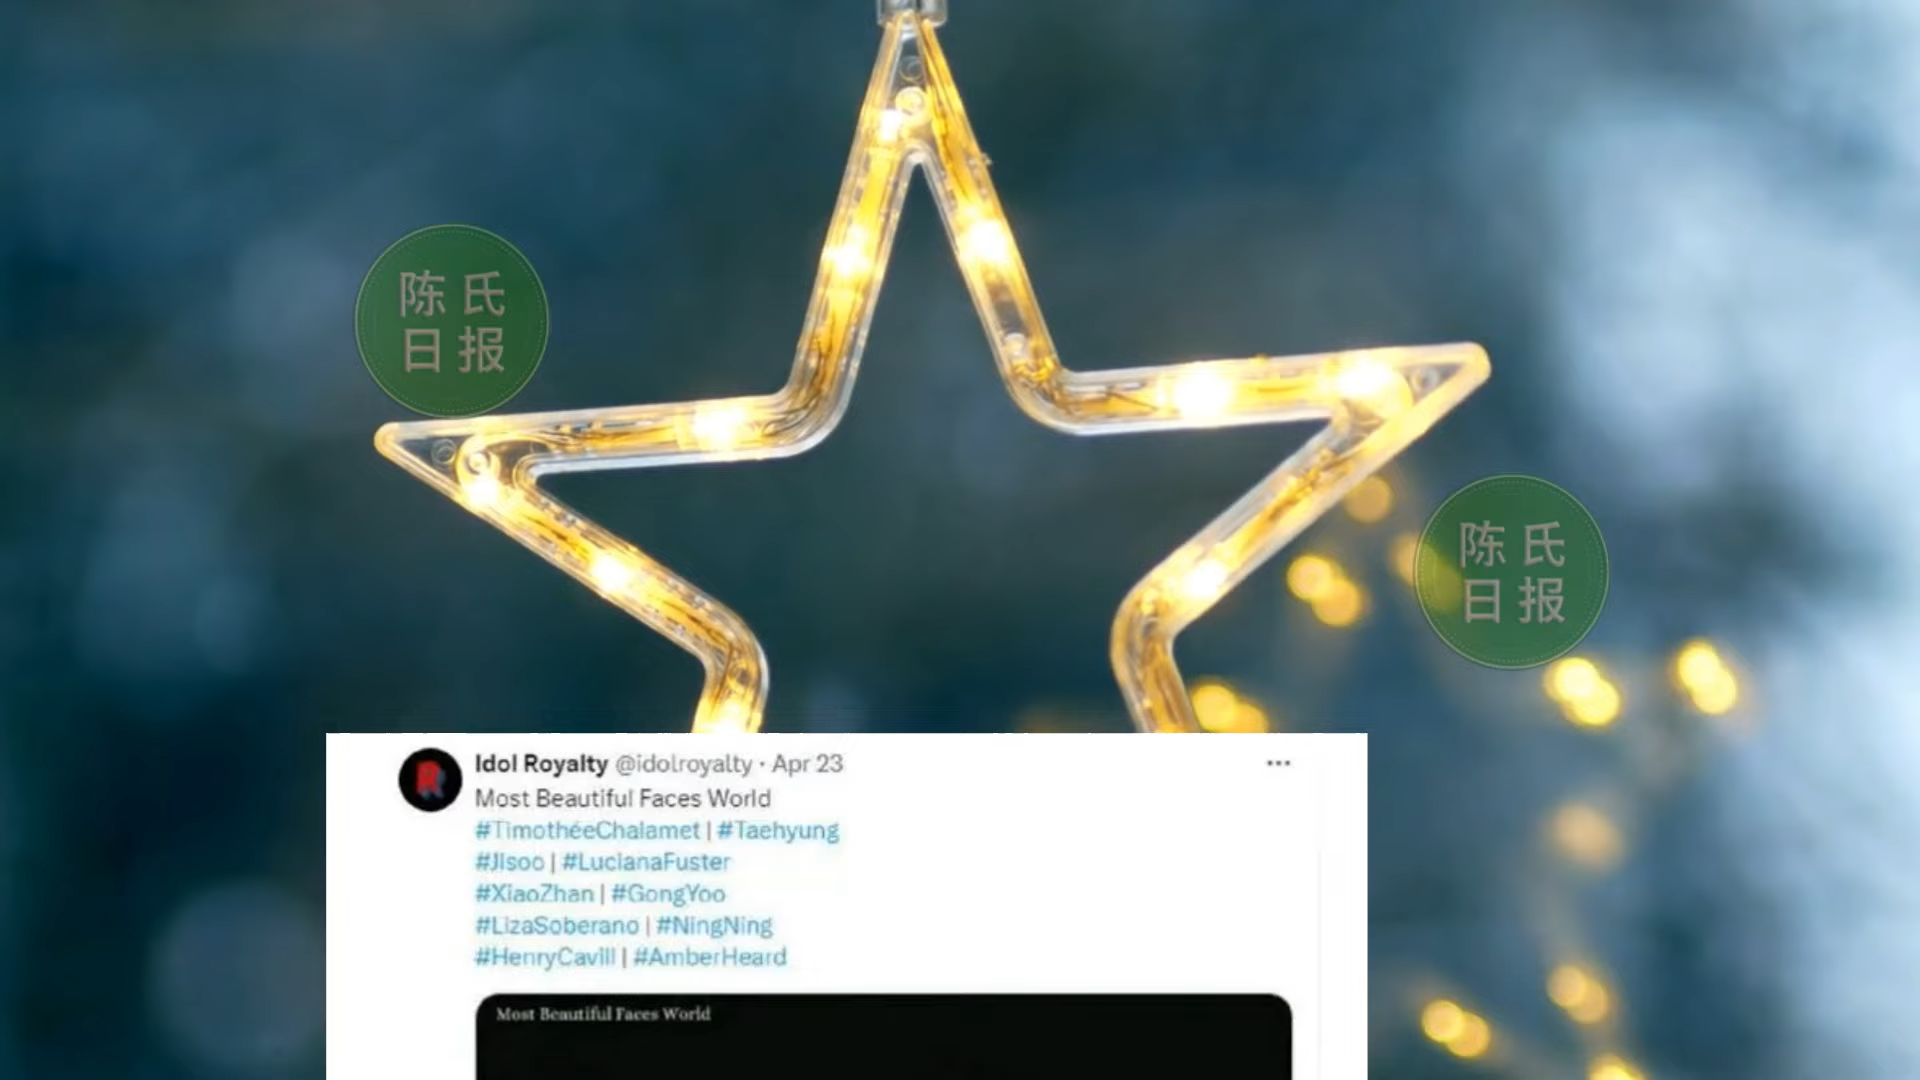 陈氏
日报
陈氏
日报
Idol Royalty @idolroyalty · Apr 23
Most Beautiful Faces World
#TimothéeChalamet | #Taehyung
#Jisoo | #LucianaFuster
#XiaoZhan | #GongYoo
#LizaSoberano | #NingNing
#HenryCavill | #AmberHeard
Most Beautiful Faces World